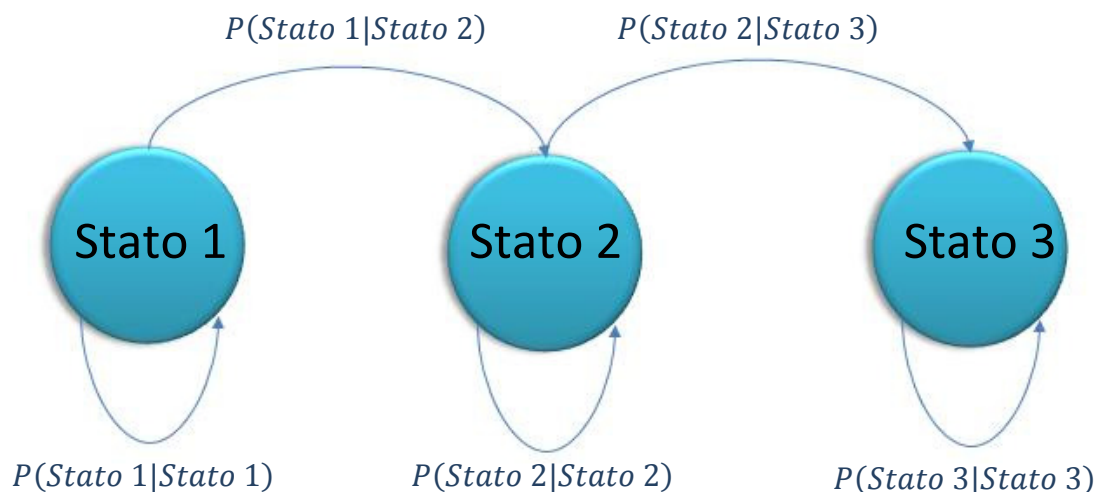 P(Stato 1|Stato 2)
P(Stato 2|Stato 3)
Stato 1
Stato 2
Stato 3
P(Stato 1|Stato 1)
P(Stato 2|Stato 2)
P(Stato 3|Stato 3)